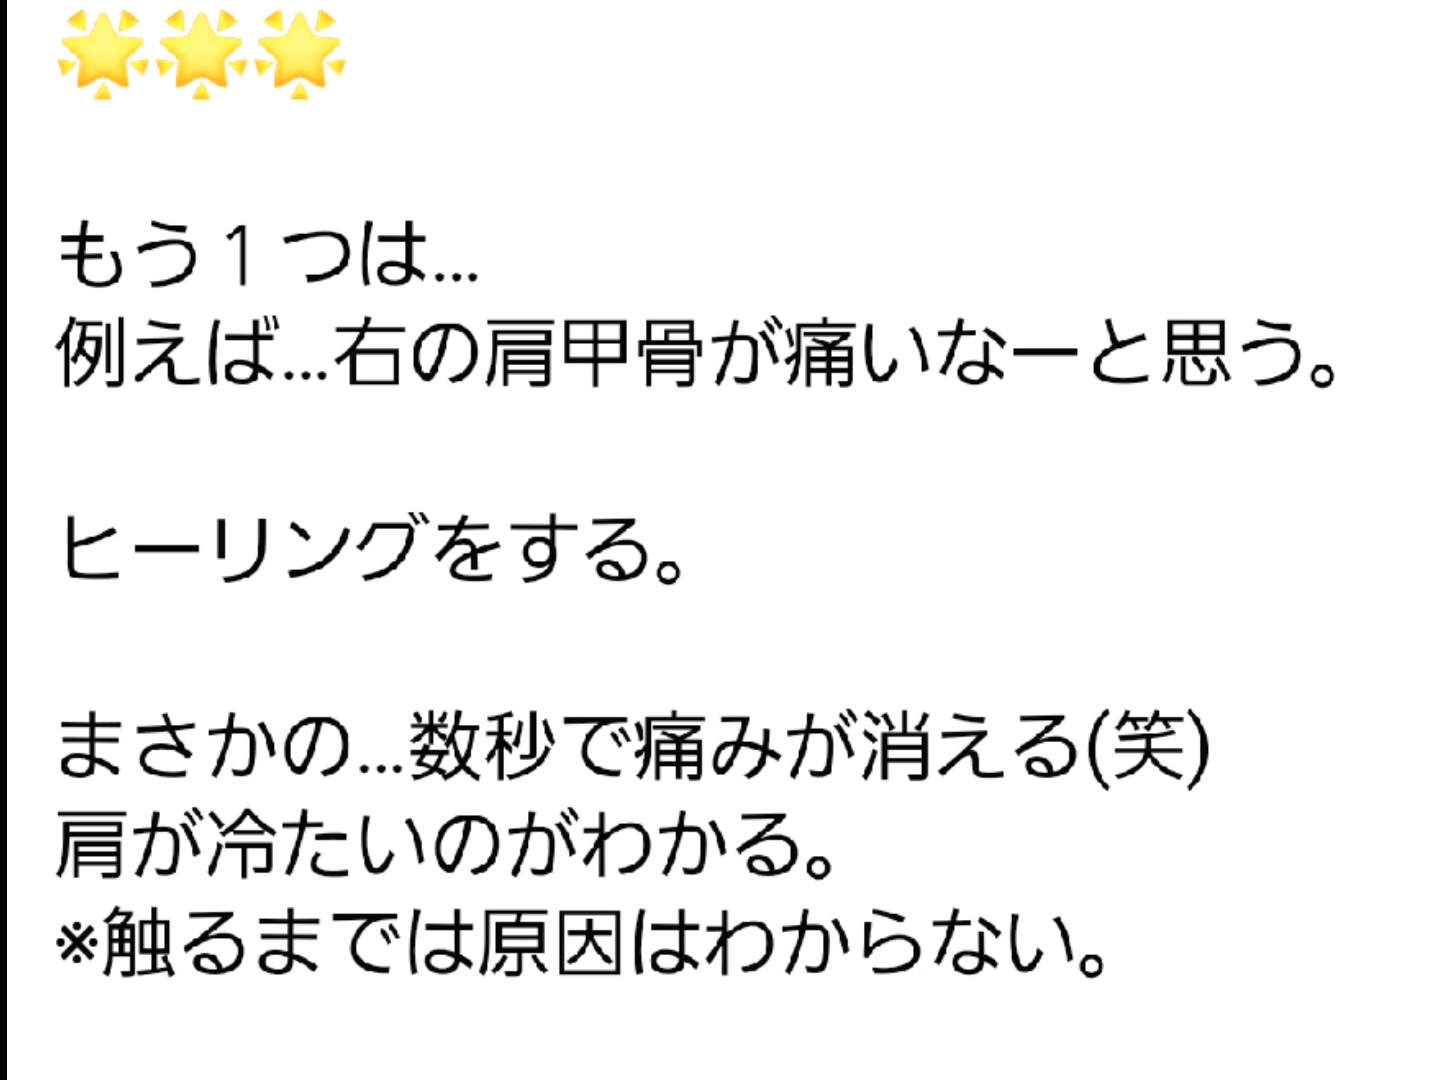 🌟🌟🌟
もう1つは...
例えば...右の肩甲骨が痛いなーと思う。
ヒーリングをする。
まさかの...数秒で痛みが消える(笑)
肩が冷たいのがわかる。
※触るまでは原因はわからない。